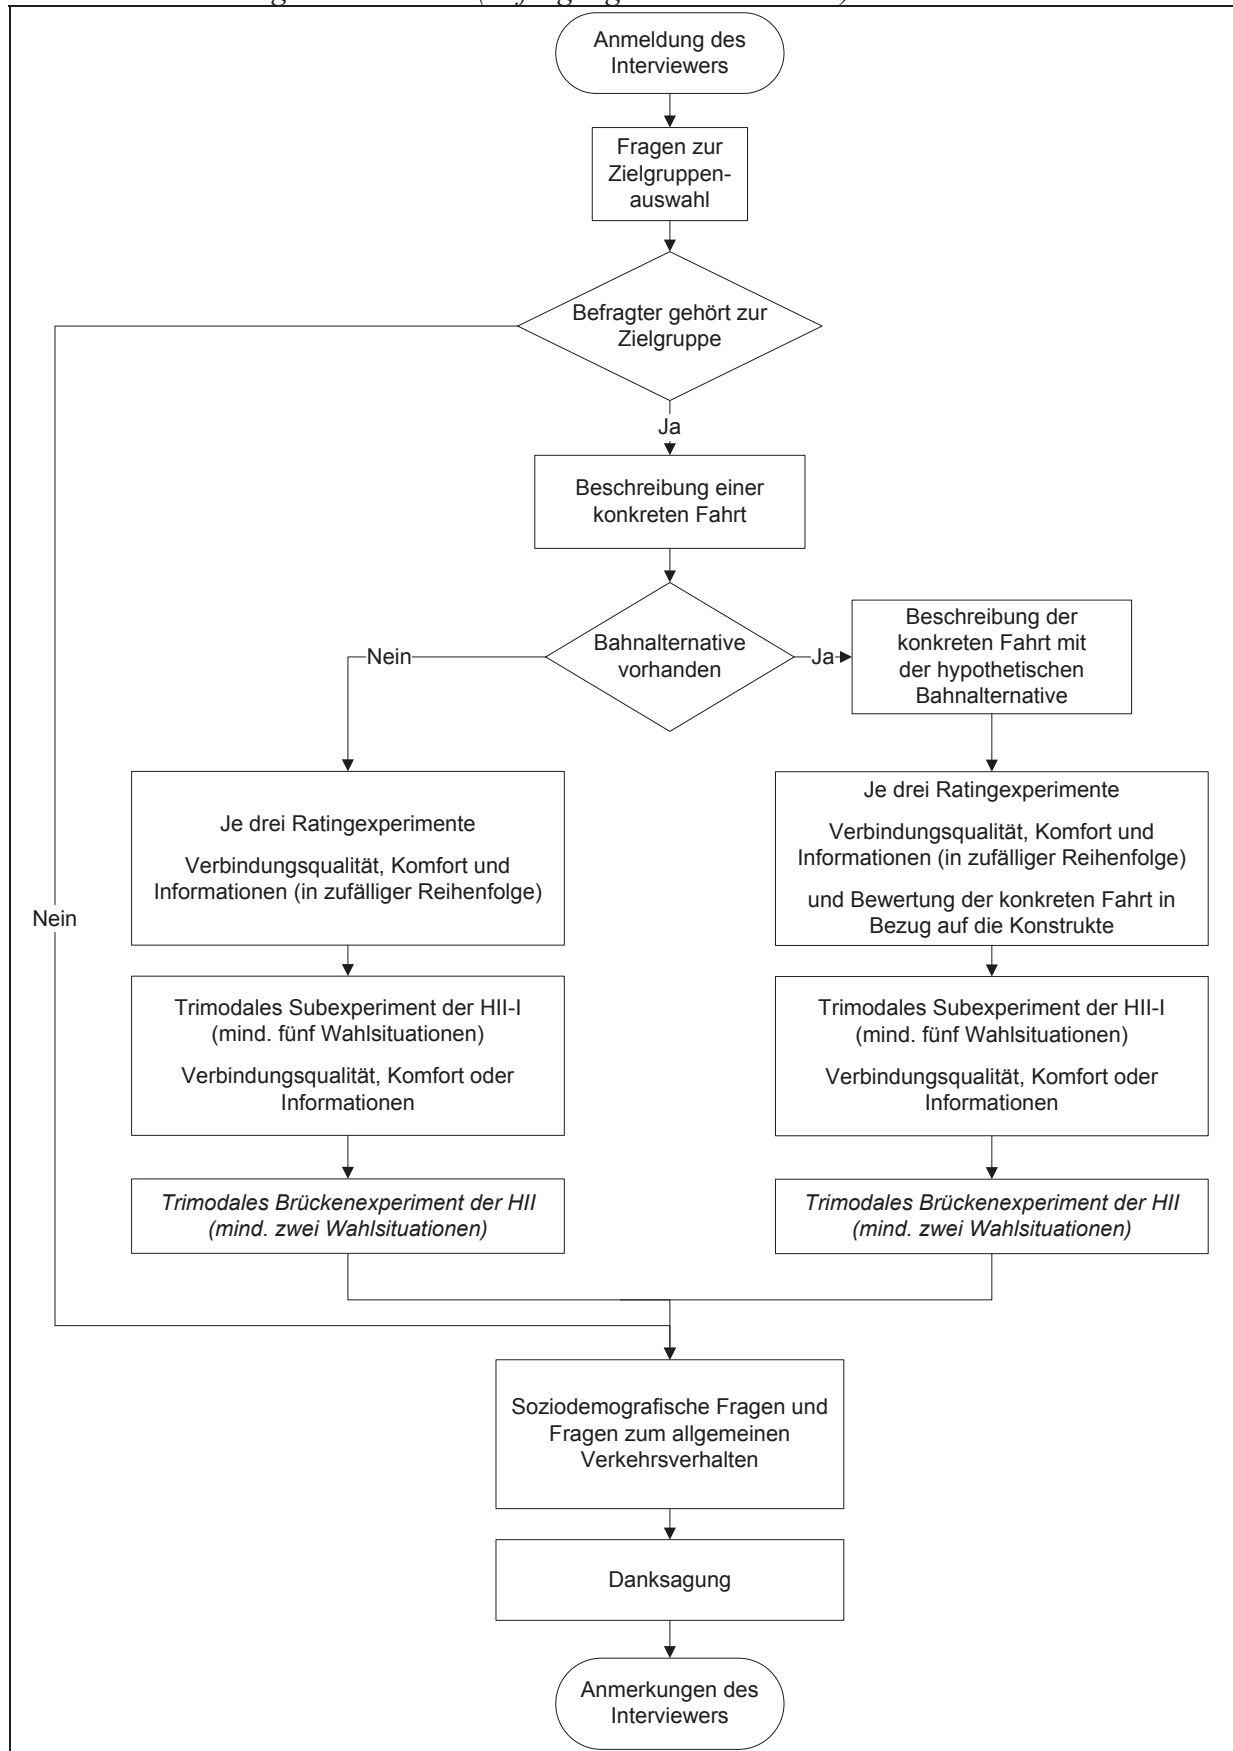 Anmeldung des
Interviewers
Fragen zur
Zielgruppen-
auswahl
Befragter gehört zur
Zielgruppe
Ja
Beschreibung einer
konkreten Fahrt
Bahnalternative
vorhanden
Nein
Ja
Beschreibung der
konkreten Fahrt mit
der hypothetischen
Bahnalternative
Je drei Ratingexperimente
Verbindungsqualität, Komfort und
Informationen (in zufälliger Reihenfolge)
Je drei Ratingexperimente
Verbindungsqualität, Komfort und
Informationen (in zufälliger Reihenfolge)
und Bewertung der konkreten Fahrt in
Bezug auf die Konstrukte
Nein
Trimodales Subexperiment der HII-I
(mind. fünf Wahlsituationen)
Verbindungsqualität, Komfort oder
Informationen
Trimodales Subexperiment der HII-I
(mind. fünf Wahlsituationen)
Verbindungsqualität, Komfort oder
Informationen
Trimodales Brückenexperiment der HII
(mind. zwei Wahlsituationen)
Trimodales Brückenexperiment der HII
(mind. zwei Wahlsituationen)
Soziodemografische Fragen und
Fragen zum allgemeinen
Verkehrsverhalten
Danksagung
Anmerkungen des
Interviewers